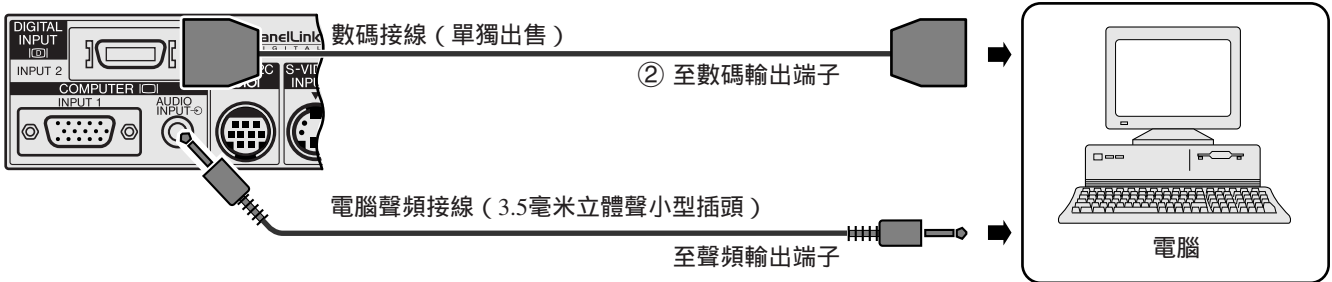 DIGITAL
INPUT
D
INPUT 2
anelLink
DIGITAL
數碼接線（單獨出售）
② 至數碼輸出端子
COMPUTER
INPUT 1
AUDIO
INPUT
S-VID
INPU
電腦聲頻接線（3.5毫米立體聲小型插頭）
至聲頻輸出端子
電腦